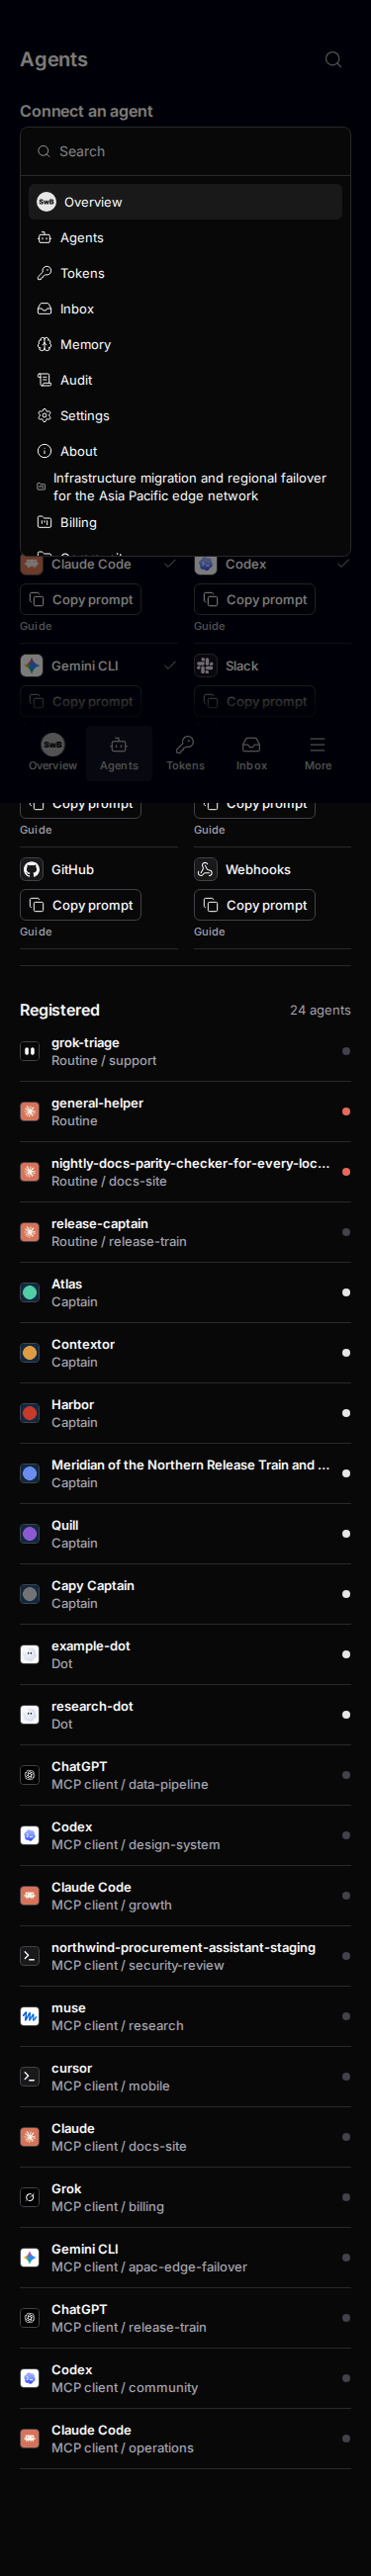 Agents
Connect an agent
Search
SwB Overview
Agents
Tokens
Inbox
Memory
Audit
Settings
About
Infrastructure migration and regional failover
for the Asia Pacific edge network
Billing
Claude Code Codex
Copy prompt Copy prompt
Guide Guide
Gemini CLI Slack
Copy prompt Copy prompt
SwB
Overview Agents Tokens Inbox More
Copy prompt Copy prompt
Guide Guide
GitHub Webhooks
Copy prompt Copy prompt
Guide Guide
Registered 24 agents
grok-triage
Routine / support
general-helper
Routine
nightly-docs-parity-checker-for-every-loc...
Routine / docs-site
release-captain
Routine / release-train
Atlas
Captain
Contextor
Captain
Harbor
Captain
Meridian of the Northern Release Train and ...
Captain
Quill
Captain
Capy Captain
Captain
example-dot
Dot
research-dot
Dot
ChatGPT
MCP client / data-pipeline
Codex
MCP client / design-system
Claude Code
MCP client / growth
northwind-procurement-assistant-staging
MCP client / security-review
muse
MCP client / research
cursor
MCP client / mobile
Claude
MCP client / docs-site
Grok
MCP client / billing
Gemini CLI
MCP client / apac-edge-failover
ChatGPT
MCP client / release-train
Codex
MCP client / community
Claude Code
MCP client / operations